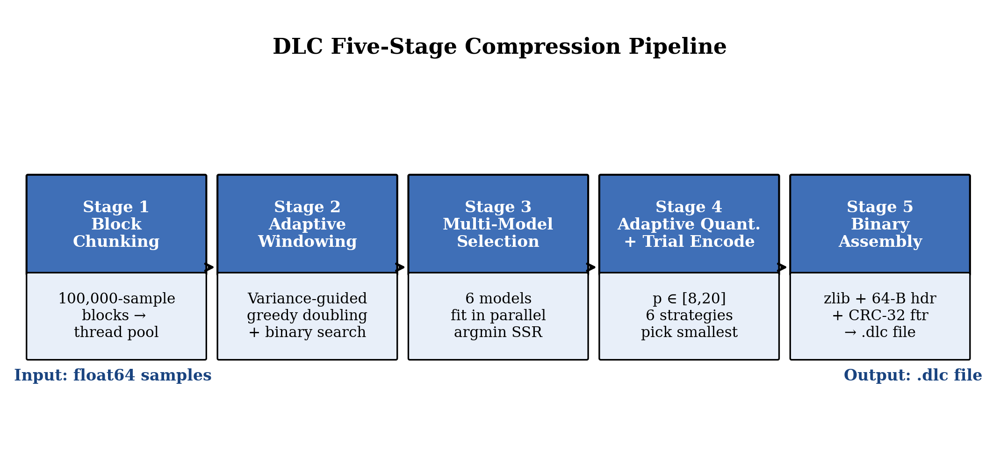 DLC Five-Stage Compression Pipeline
Stage 1
Block
Chunking
100,000-sample
blocks →
thread pool
Stage 2
Adaptive
Windowing
Variance-guided
greedy doubling
+ binary search
Stage 3
Multi-Model
Selection
6 models
fit in parallel
argmin SSR
Stage 4
Adaptive Quant.
+ Trial Encode
p ∈ [8,20]
6 strategies
pick smallest
Stage 5
Binary
Assembly
zlib + 64-B hdr
+ CRC-32 ftr
→ .dlc file
Input: float64 samples
Output: .dlc file